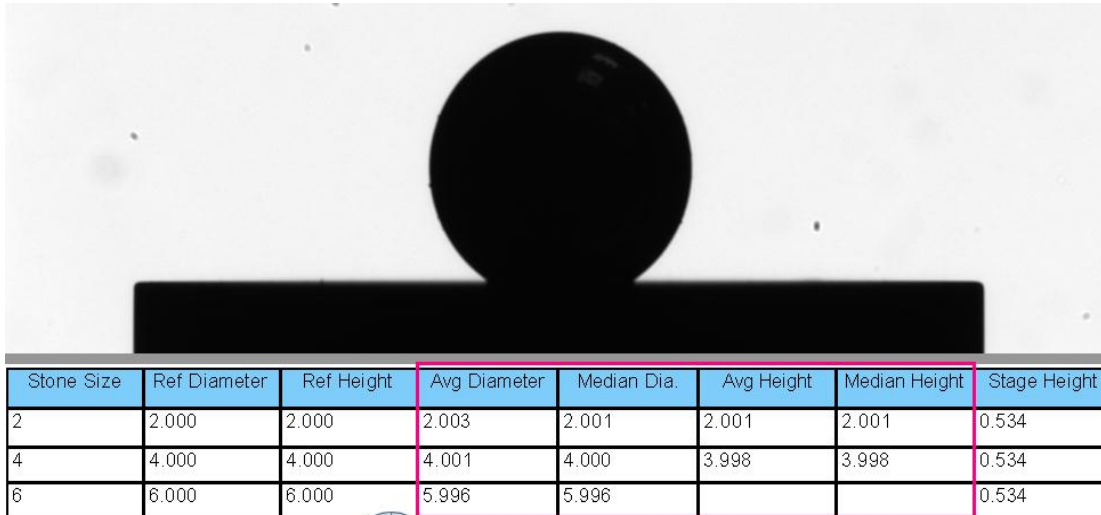 Stone Size Ref Diameter Ref Height Avg Diameter Median Dia. Avg Height Median Height Stage Height
2 2.000 2.000 2.003 2.001 2.001 2.001 0.534
4 4.000 4.000 4.001 4.000 3.998 3.998 0.534
6 6.000 6.000 5.996 5.996 0.534